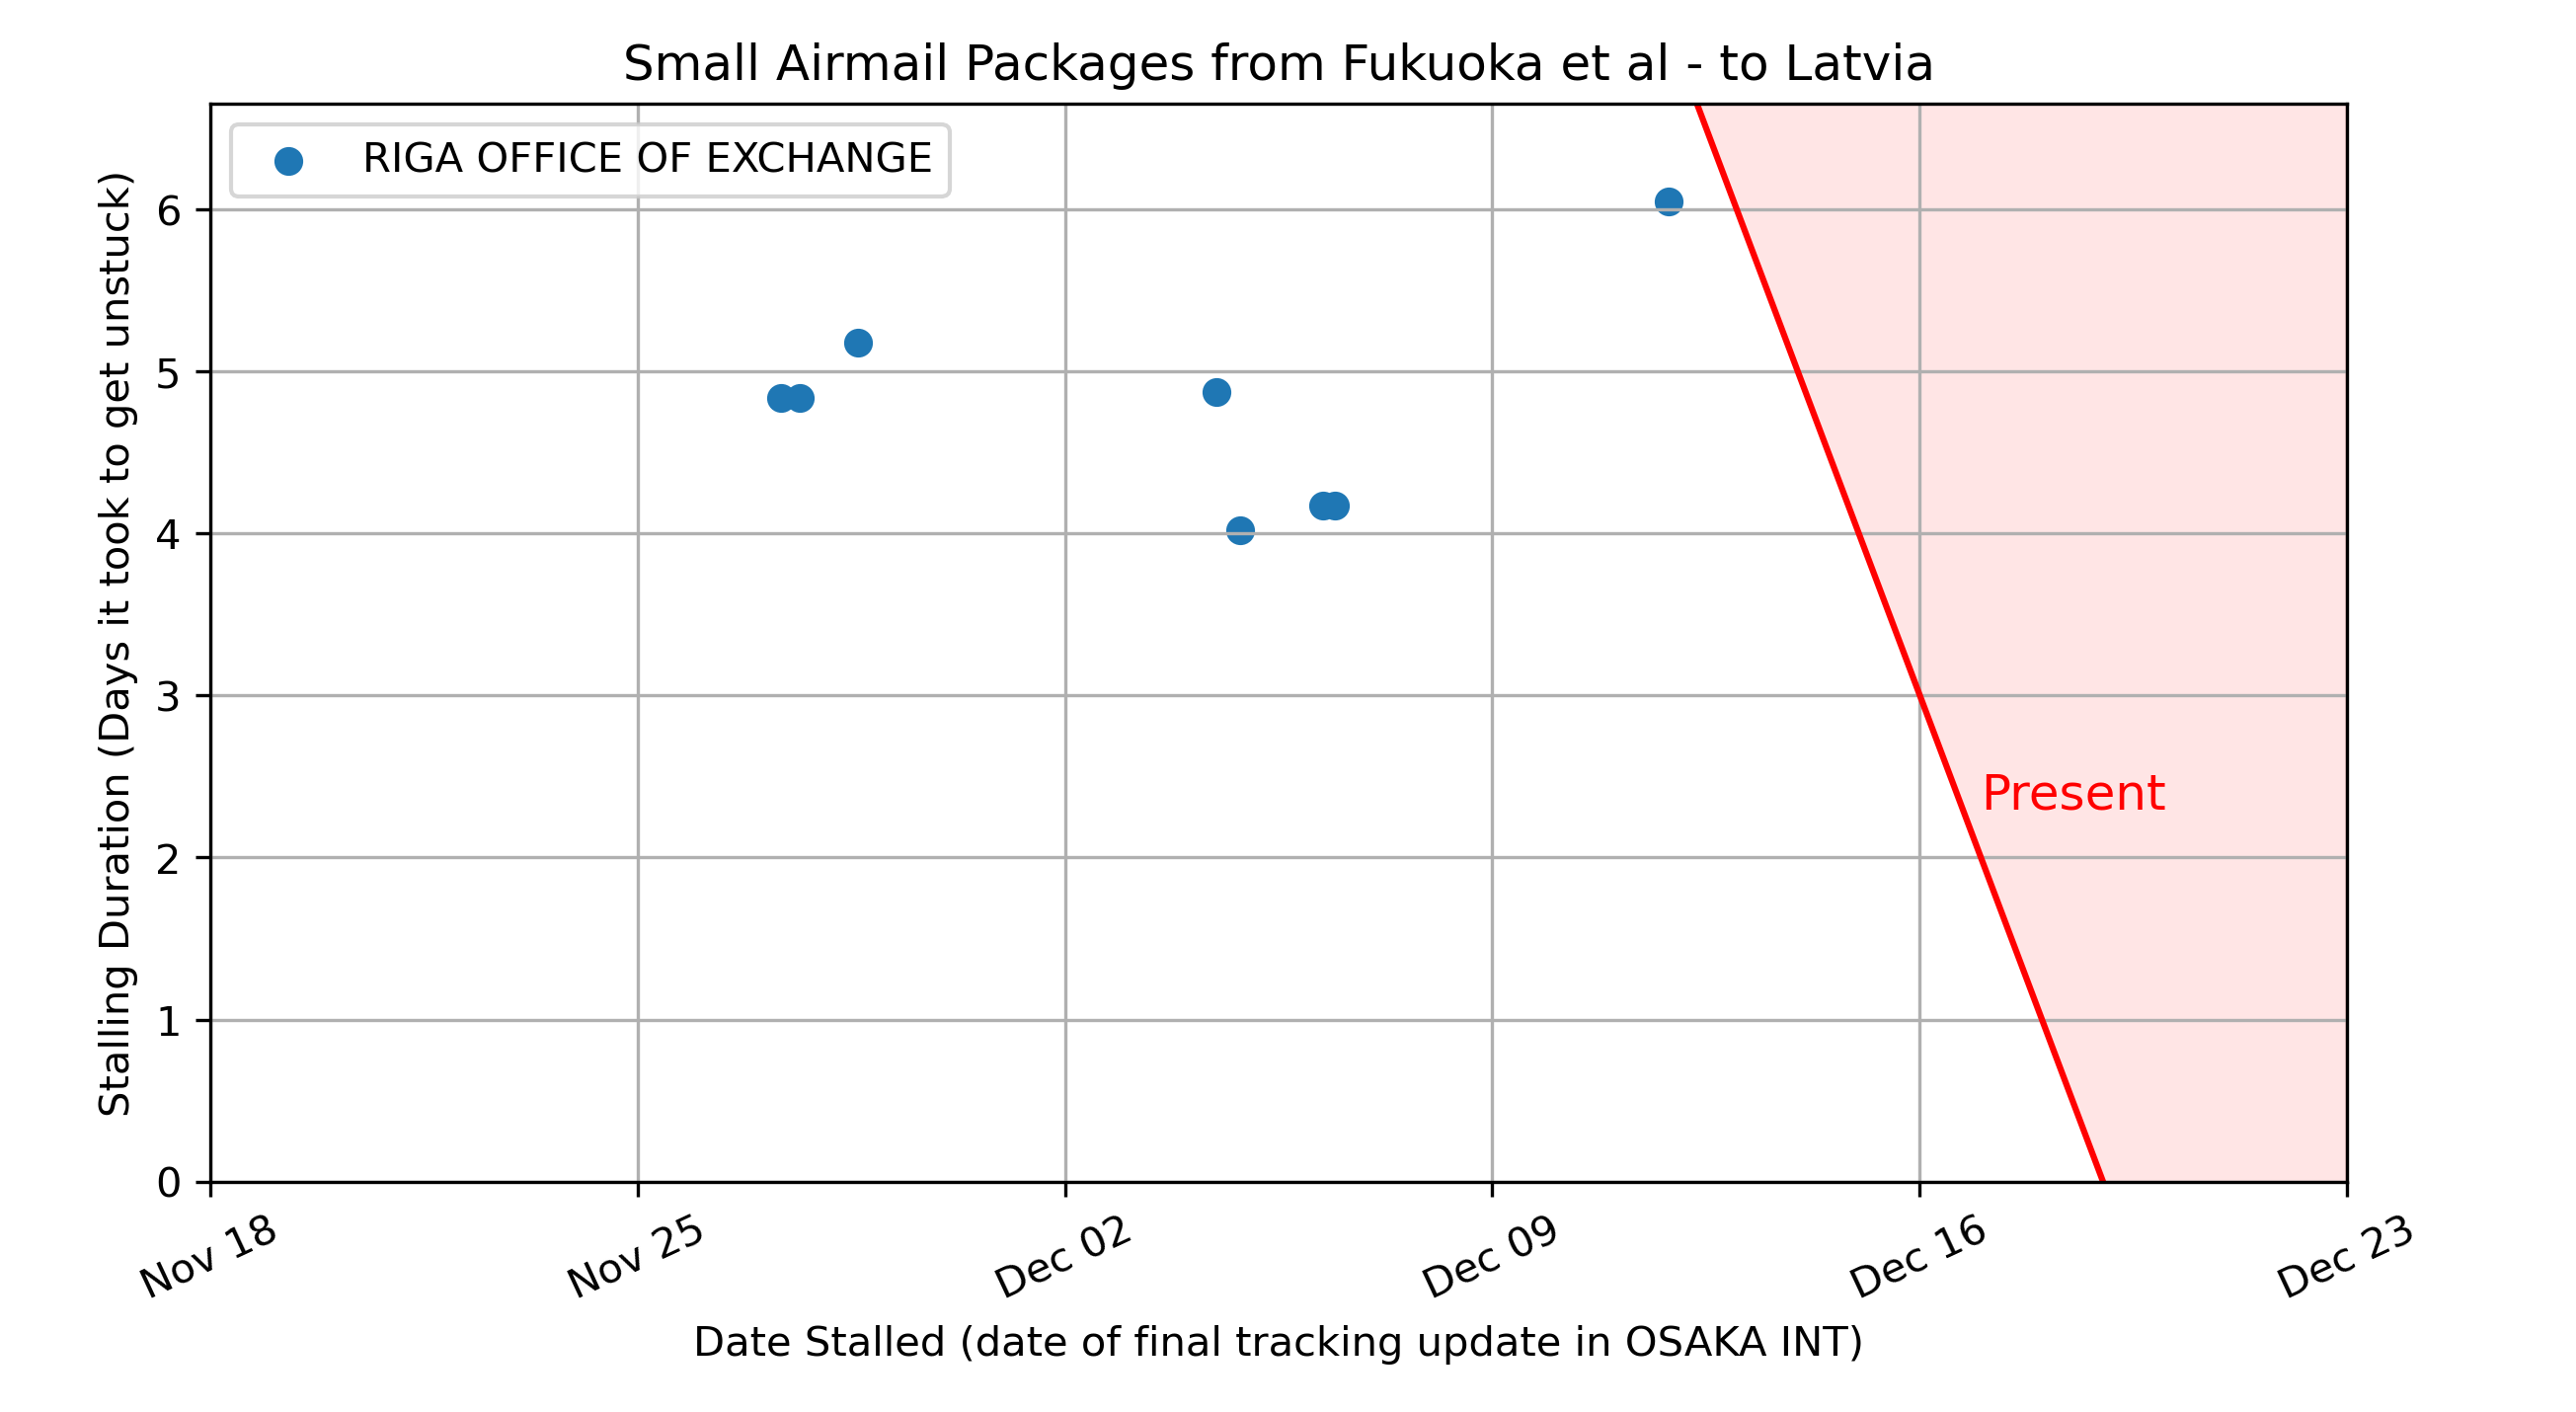 Small Airmail Packages from Fukuoka et al - to Latvia
RIGA OFFICE OF EXCHANGE
Stalling Duration (Days it took to get unstuck)
6
5
4
3
2
1
0
Present
Nov 18
Nov 25
Dec 02
Dec 09
Dec 16
Dec 23
Date Stalled (date of final tracking update in OSAKA INT)